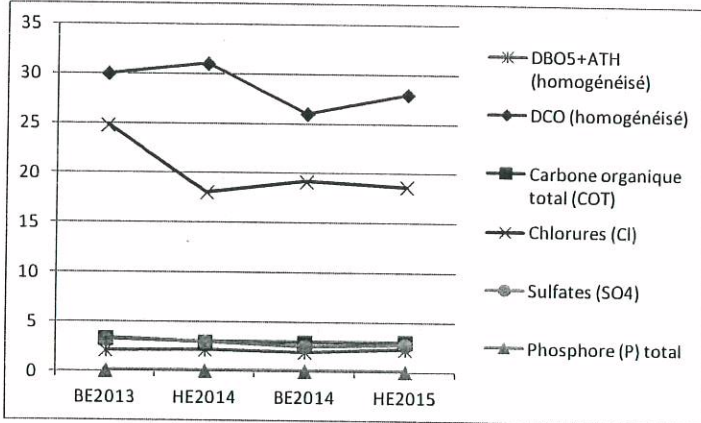 35
30
25
20
15
10
5
0
BE2013 HE2014 BE2014 HE2015
DBO5+ATH
(homogénéisé)
DCO (homogénéisé)
Carbone organique
total (COT)
Chlorures (Cl)
Sulfates (SO4)
Phosphore (P) total